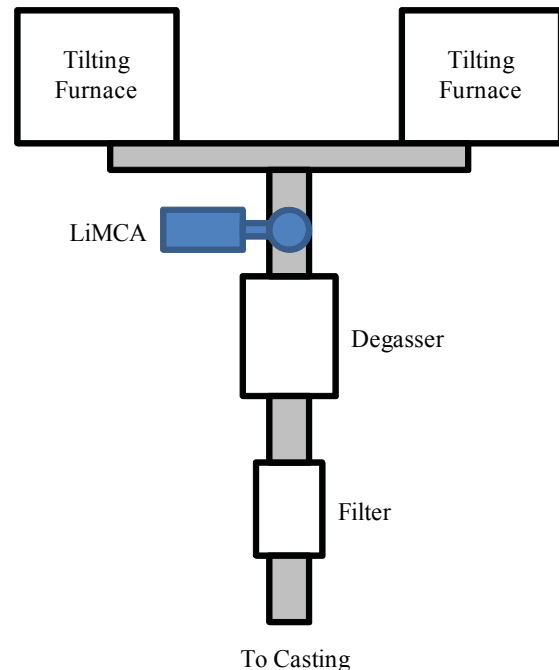 Tilting
Furnace
Tilting
Furnace
LiMCA
Degasser
Filter
To Casting